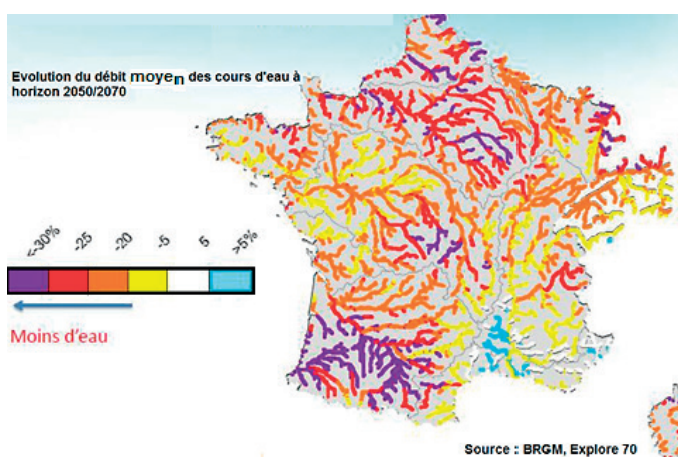 Evolution du débit moyen des cours d'eau à
horizon 2050/2070
<-30%
-25
-20
-5
5
>5%
Moins d'eau
Source :: BRGM, Explore 70